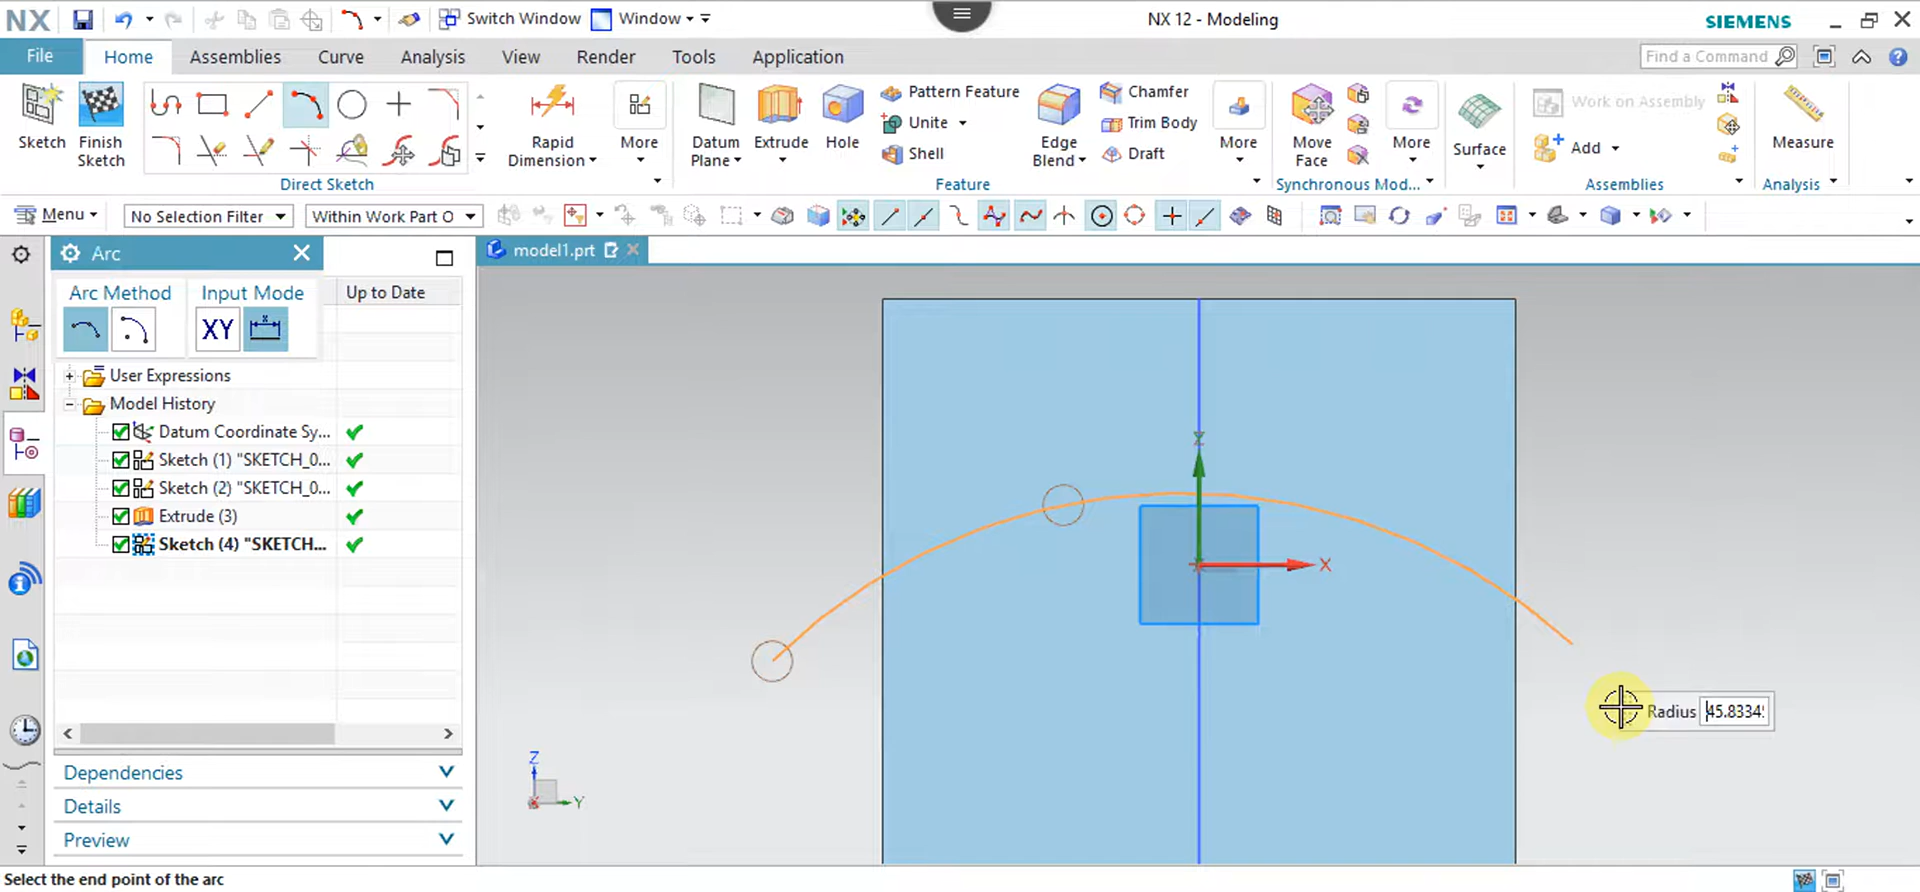 NX Switch Window Window NX 12 - Modeling SIEMENS
File Home Assemblies Curve Analysis View Render Tools Application Find a Command
Sketch
Finish
Sketch
Direct Sketch
Rapid
Dimension
More
Datum
Plane
Extrude
Hole
Pattern Feature
Unite
Shell
Edge
Blend
Chamfer
Trim Body
Draft
More
Feature
Move
Face
More
Synchronous Mod...
Surface
Work on Assembly
Add
Assemblies
Measure
Analysis
Menu No Selection Filter Within Work Part O
Arc
model1.prt
Arc Method Input Mode Up to Date
XY
User Expressions
Model History
Datum Coordinate Sy...
Sketch (1) "SKETCH_0...
Sketch (2) "SKETCH_0...
Extrude (3)
Sketch (4) "SKETCH...
Dependencies
Details
Preview
Z
X
Radius 45.8334
Z
X
Y
Select the end point of the arc